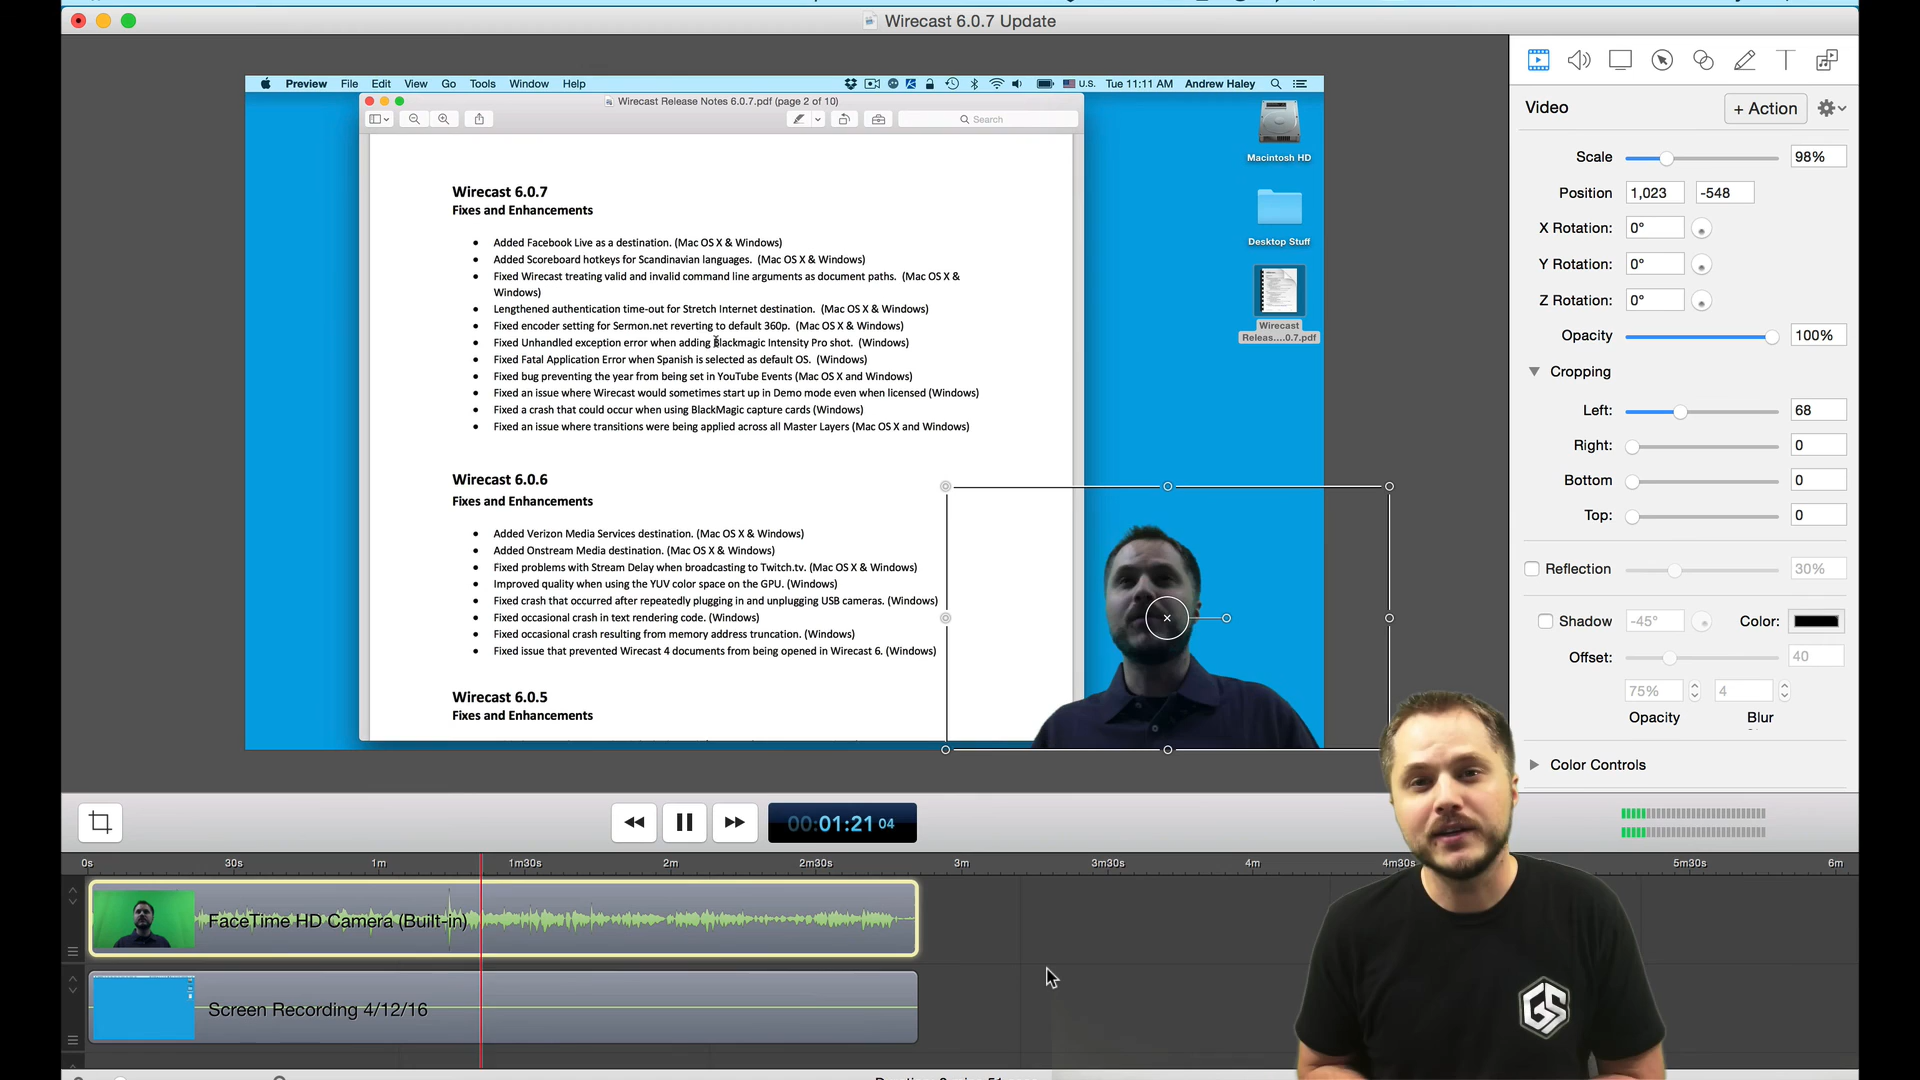 Wirecast 6.0.7 Update
Preview File Edit View Go Tools Window Help
U.S. Tue 11:11 AM Andrew Haley
Wirecast Release Notes 6.0.7.pdf (page 2 of 10)
Search
Macintosh HD
Desktop Stuff
Wirecast
Releas....0.7.pdf
Wirecast 6.0.7
Fixes and Enhancements
• Added Facebook Live as a destination. (Mac OS X & Windows)
• Added Scoreboard hotkeys for Scandinavian languages. (Mac OS X & Windows)
• Fixed Wirecast treating valid and invalid command line arguments as document paths. (Mac OS X &
Windows)
• Lengthened authentication time-out for Stretch Internet destination. (Mac OS X & Windows)
• Fixed encoder setting for Sermon.net reverting to default 360p. (Mac OS X & Windows)
• Fixed Unhandled exception error when adding Blackmagic Intensity Pro shot. (Windows)
• Fixed Fatal Application Error when Spanish is selected as default OS. (Windows)
• Fixed bug preventing the year from being set in YouTube Events (Mac OS X and Windows)
• Fixed an issue where Wirecast would sometimes start up in Demo mode even when licensed (Windows)
• Fixed a crash that could occur when using BlackMagic capture cards (Windows)
• Fixed an issue where transitions were being applied across all Master Layers (Mac OS X and Windows)
Wirecast 6.0.6
Fixes and Enhancements
• Added Verizon Media Services destination. (Mac OS X & Windows)
• Added Onstream Media destination. (Mac OS X & Windows)
• Fixed problems with Stream Delay when broadcasting to Twitch.tv. (Mac OS X & Windows)
• Improved quality when using the YUV color space on the GPU. (Windows)
• Fixed crash that occurred after repeatedly plugging in and unplugging USB cameras. (Windows)
• Fixed occasional crash in text rendering code. (Windows)
• Fixed occasional crash resulting from memory address truncation. (Windows)
• Fixed issue that prevented Wirecast 4 documents from being opened in Wirecast 6. (Windows)
Wirecast 6.0.5
Fixes and Enhancements
Video + Action
Scale 98%
Position 1,023 -548
X Rotation: 0°
Y Rotation: 0°
Z Rotation: 0°
Opacity 100%
Cropping
Left: 68
Right: 0
Bottom: 0
Top: 0
Reflection 30%
Shadow -45° Color:
Offset: 40
75% 4
Opacity Blur
Color Controls
00:01:21 04
0s 30s 1m 1m30s 2m 2m30s 3m 3m30s 4m 4m30s 5m30s 6m
FaceTime HD Camera (Built-in)
Screen Recording 4/12/16
GS